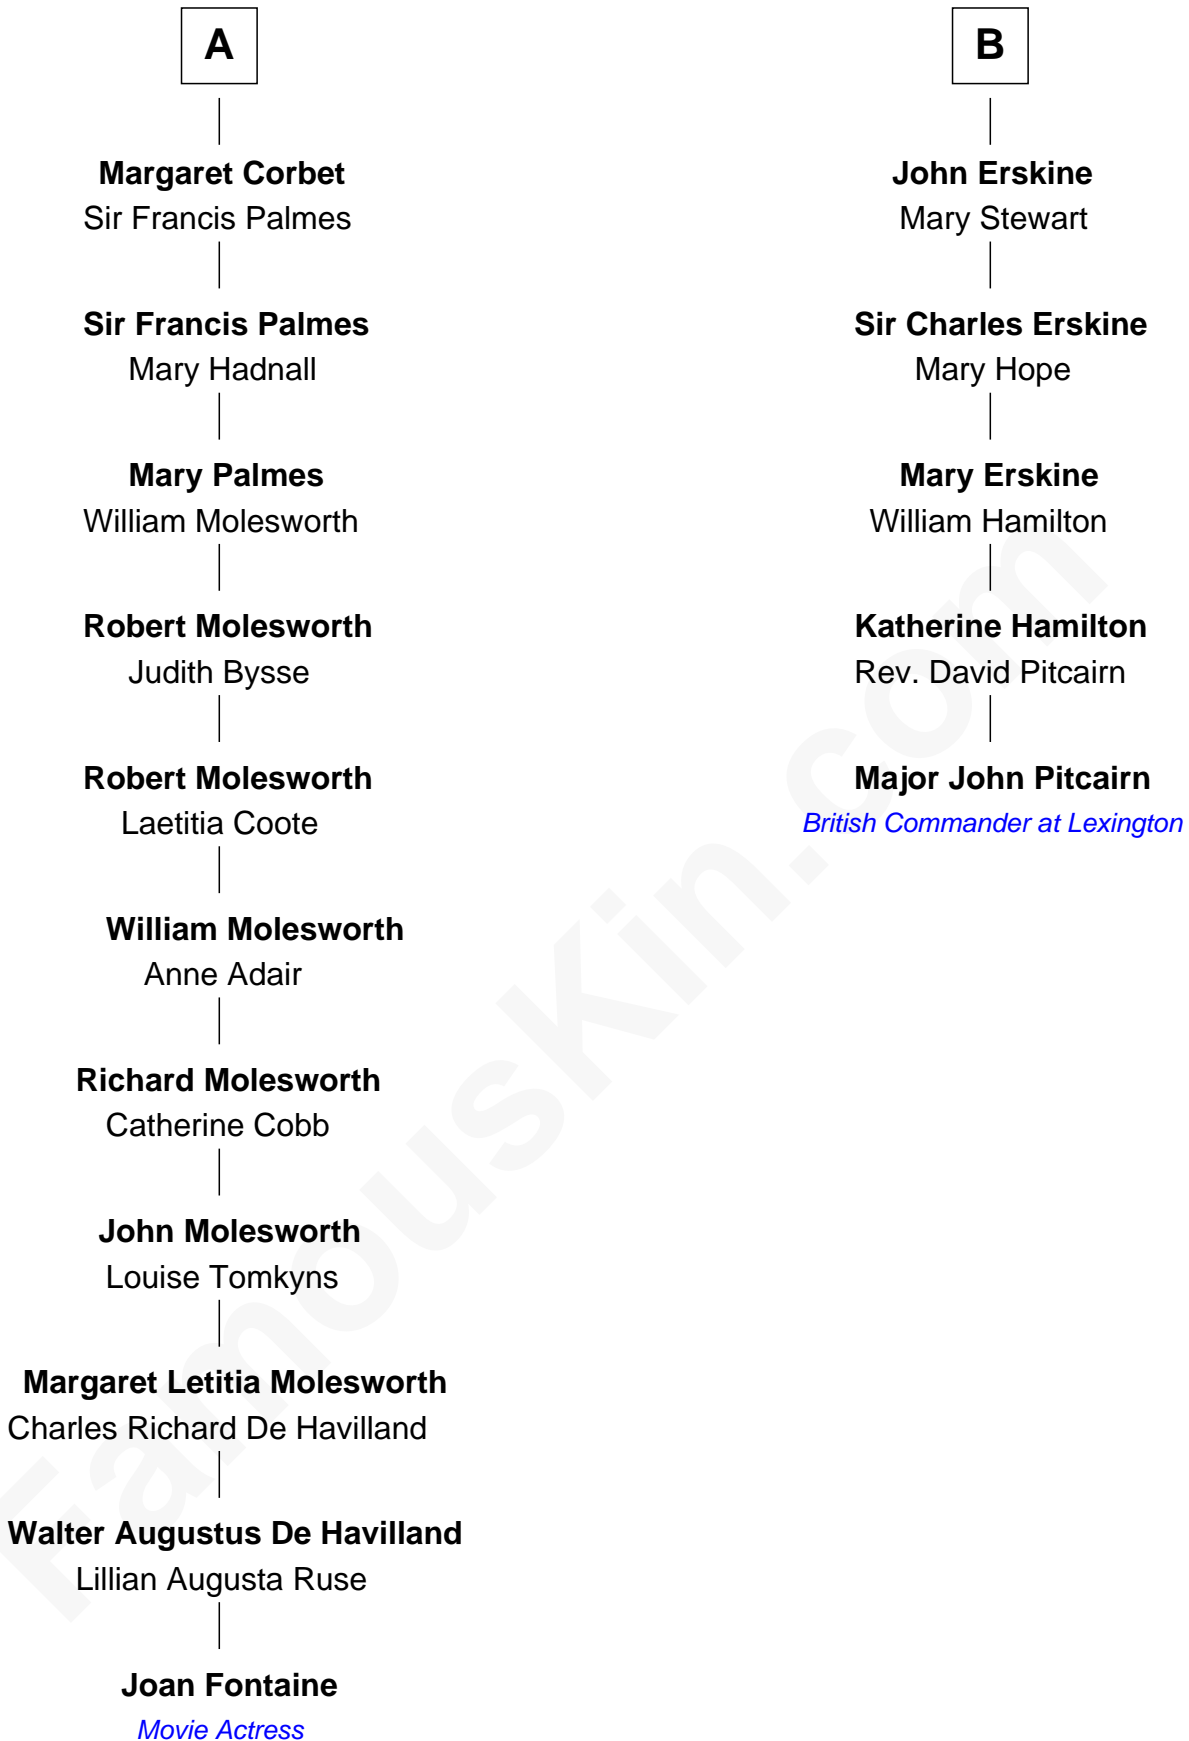 A
Margaret Corbet
Sir Francis Palmes
Sir Francis Palmes
Mary Hadnall
Mary Palmes
William Molesworth
Robert Molesworth
Judith Bysse
Robert Molesworth
Laetitia Coote
William Molesworth
Anne Adair
Richard Molesworth
Catherine Cobb
John Molesworth
Louise Tomkyns
Margaret Letitia Molesworth
Charles Richard De Havilland
Walter Augustus De Havilland
Lillian Augusta Ruse
Joan Fontaine
Movie Actress
B
John Erskine
Mary Stewart
Sir Charles Erskine
Mary Hope
Mary Erskine
William Hamilton
Katherine Hamilton
Rev. David Pitcairn
Major John Pitcairn
British Commander at Lexington
FamousKin.com